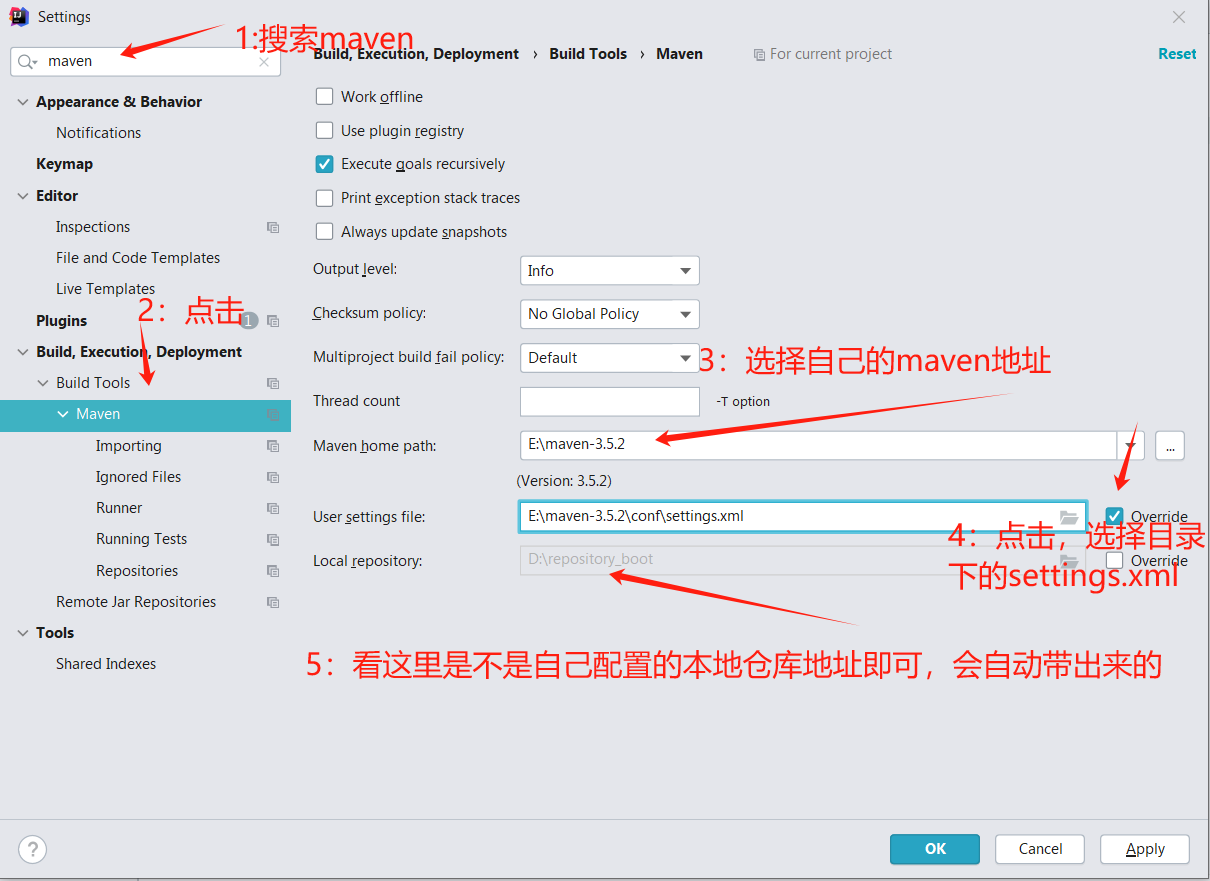 Settings
1:搜索maven
maven
Build, Execution, Deployment › Build Tools › Maven
For current project
Reset
Appearance & Behavior
Notifications
Keymap
Editor
Inspections
File and Code Templates
Live Templates
2：点击
Plugins
1
Build, Execution, Deployment
Build Tools
Maven
Importing
Ignored Files
Runner
Running Tests
Repositories
Remote Jar Repositories
Tools
Shared Indexes
Work offline
Use plugin registry
Execute goals recursively
Print exception stack traces
Always update snapshots
Output level:
Info
Checksum policy:
No Global Policy
Multiproject build fail policy:
Default
3：选择自己的maven地址
Thread count
-T option
Maven home path:
E:\maven-3.5.2
...
(Version: 3.5.2)
User settings file:
E:\maven-3.5.2\conf\settings.xml
Override
4：点击，选择目录
下的settings.xml
Local repository:
D:\repository_boot
Override
5：看这里是不是自己配置的本地仓库地址即可，会自动带出来的
?
OK
Cancel
Apply